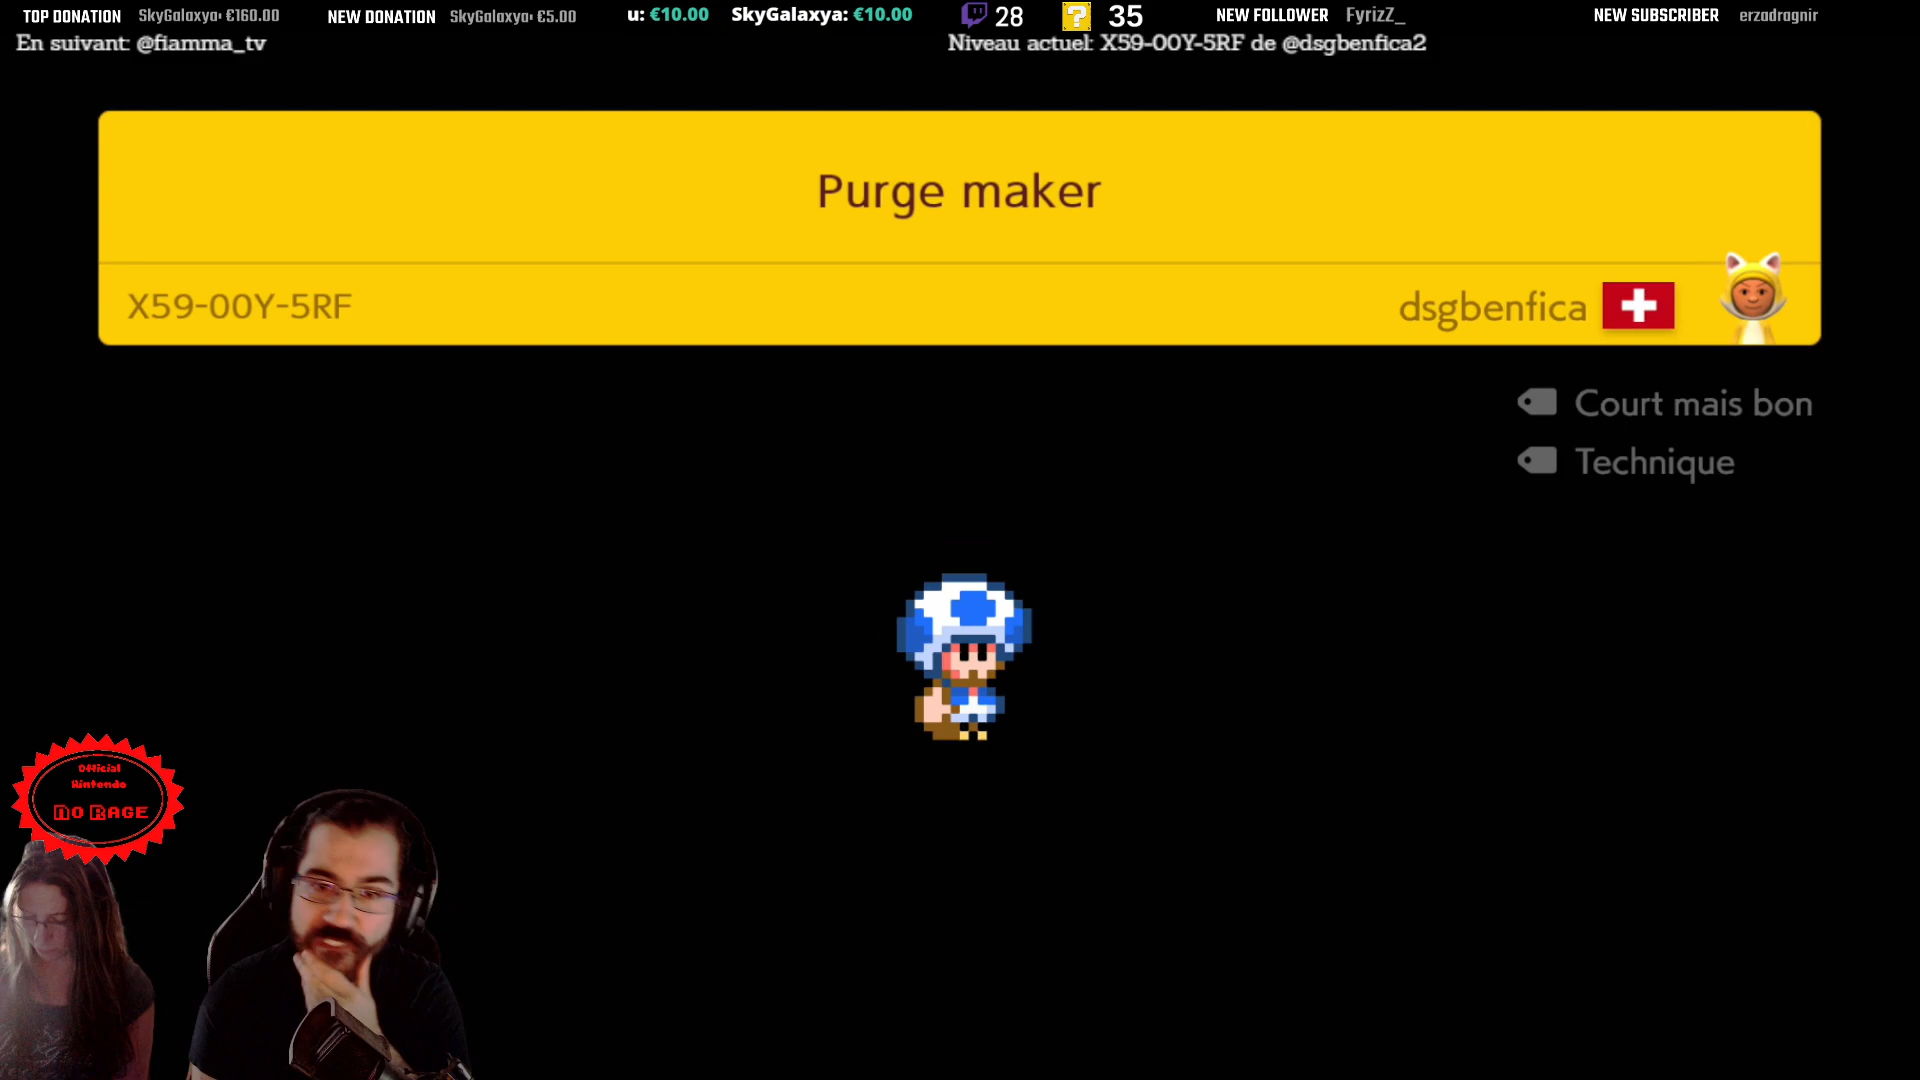 TOP DONATION SkyGalaxya: €160.00 NEW DONATION SkyGalaxya: €5.00 u: €10.00 SkyGalaxya: €10.00 28 ? 35 NEW FOLLOWER FyrizZ_ NEW SUBSCRIBER erzadragnir
En suivant: @fiamma_tv Niveau actuel: X59-00Y-5RF de @dsgbenfica2
Purge maker
X59-00Y-5RF dsgbenfica
Court mais bon
Technique
Official
Nintendo
No Rage